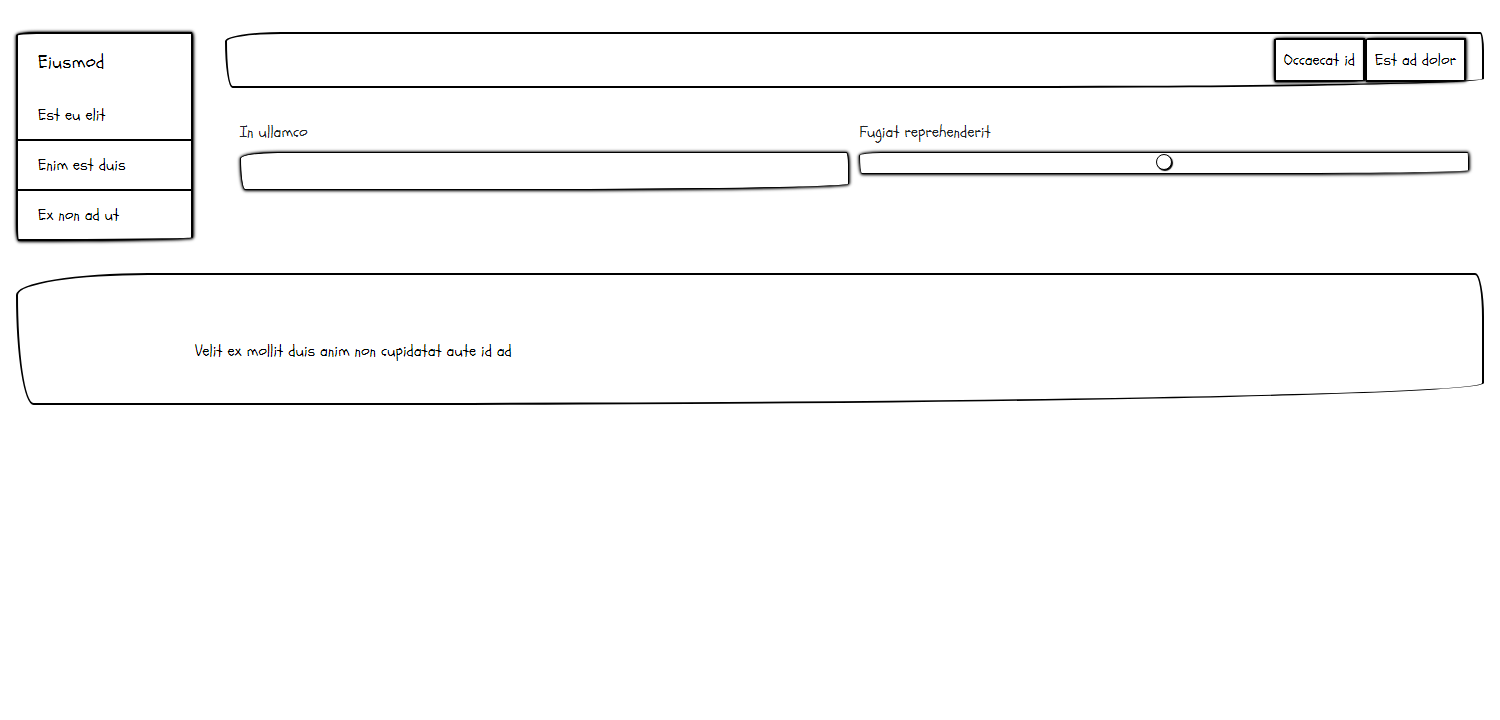 Eiusmod
Est eu elit
Enim est duis
Ex non ad ut
Occaecat id
Est ad dolor
In ullamco
Fugiat reprehenderit
Velit ex mollit duis anim non cupidatat aute id ad